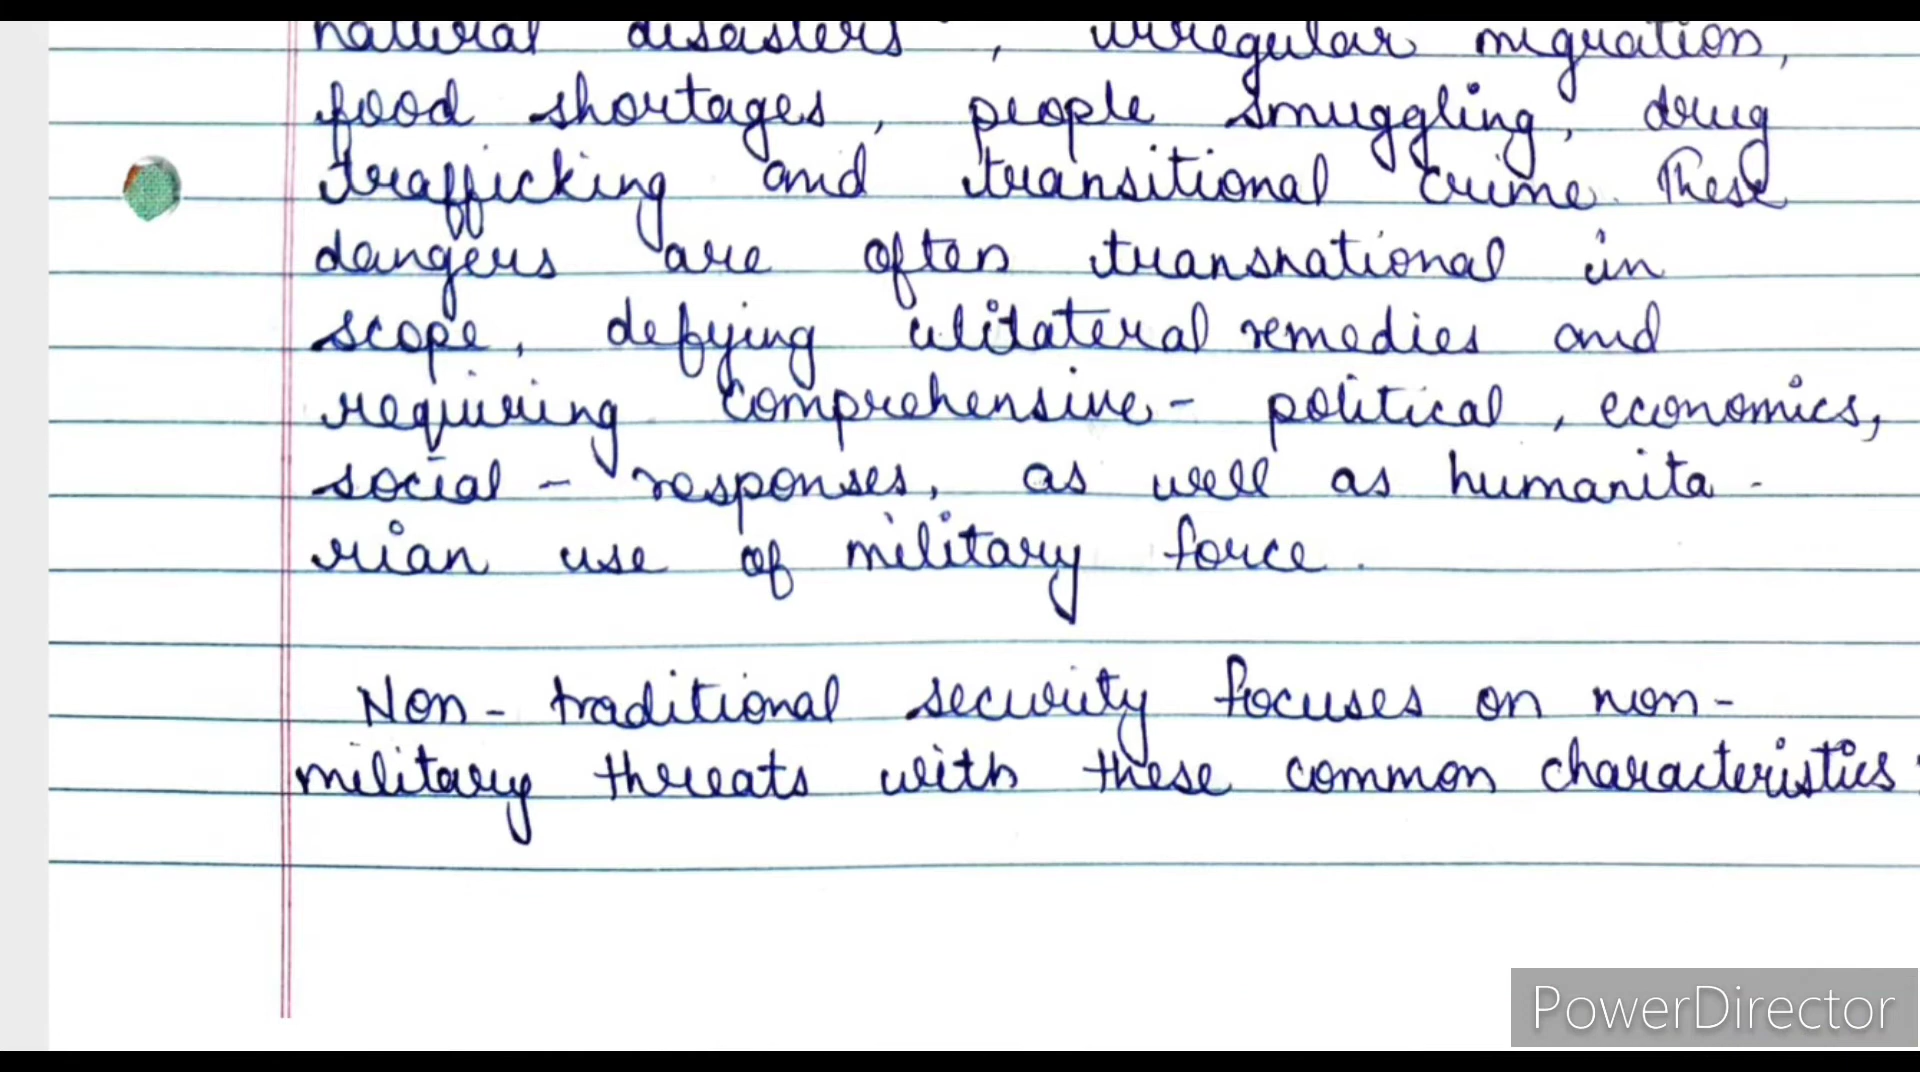 natural disasters, irregular migration,
food shortages, people smuggling, drug
trafficking and transitional crime. These
dangers are often transnational in
scope, defying ulilateral remedies and
requiring comprehensive - political, economics,
social - responses, as well as humanita -
rian use of military force.
Non - traditional security focuses on non -
military threats with these common characteristics :
PowerDirector